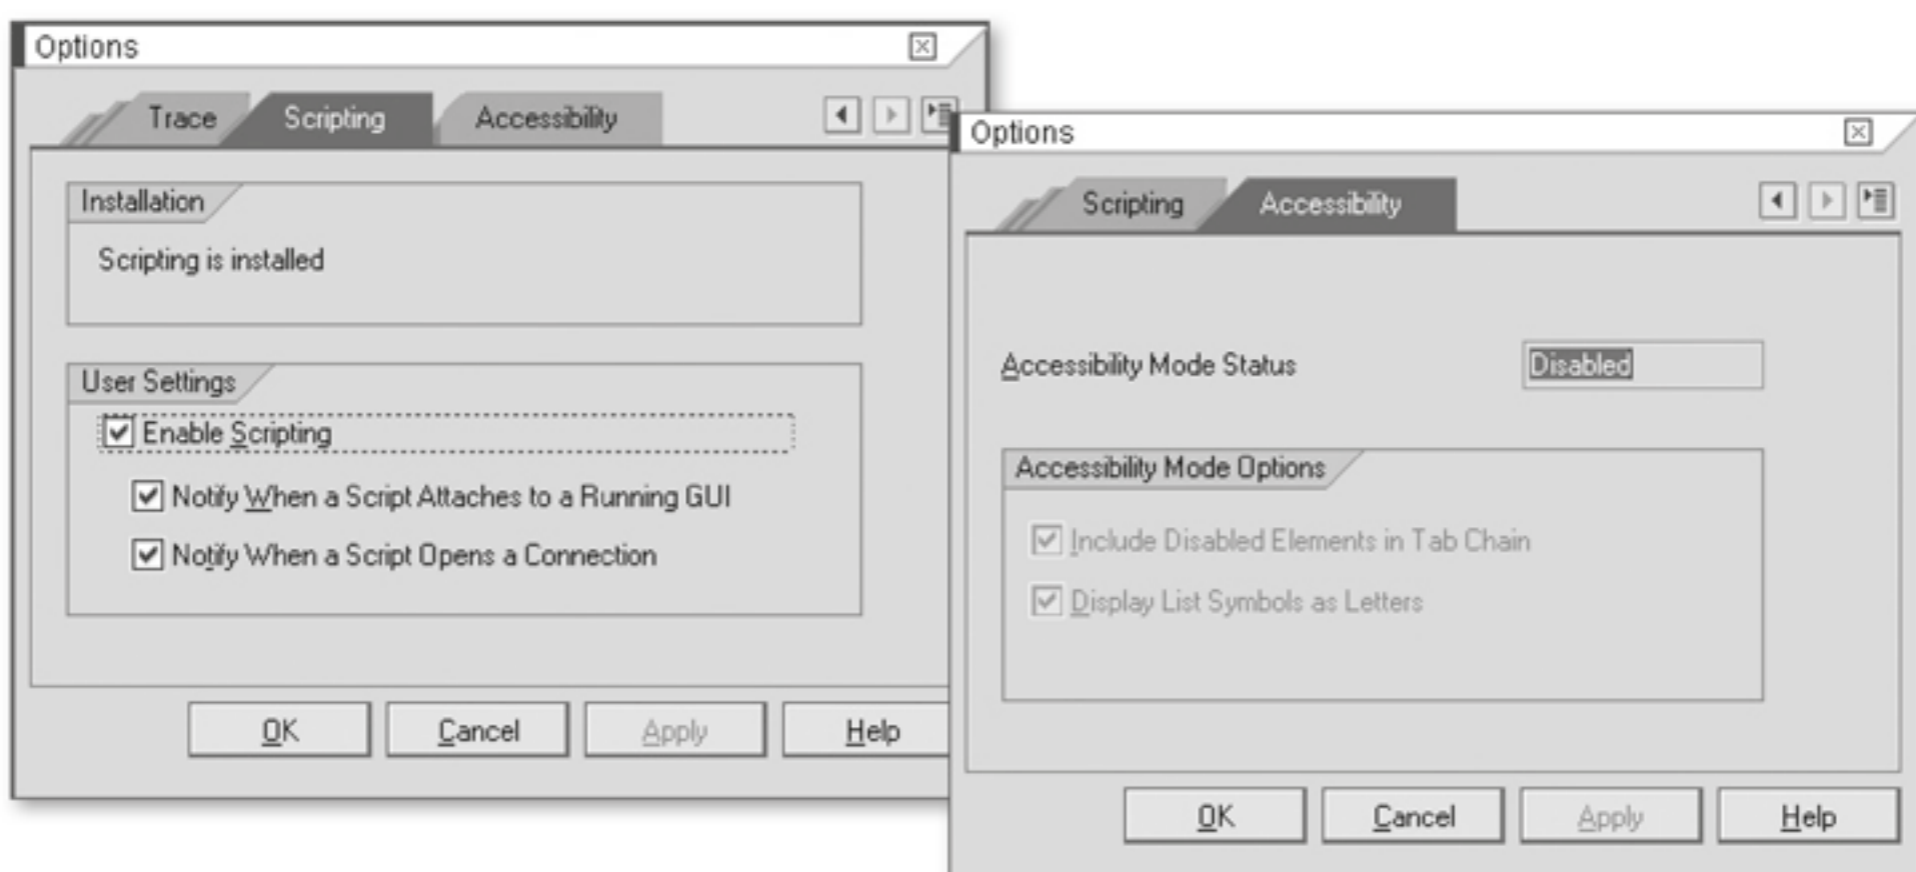 Options
Trace Scripting Accessibility
Installation
Scripting is installed
User Settings
Enable Scripting
Notify When a Script Attaches to a Running GUI
Notify When a Script Opens a Connection
OK Cancel Apply Help
Options
Scripting Accessibility
Accessibility Mode Status Disabled
Accessibility Mode Options
Include Disabled Elements in Tab Chain
Display List Symbols as Letters
OK Cancel Apply Help